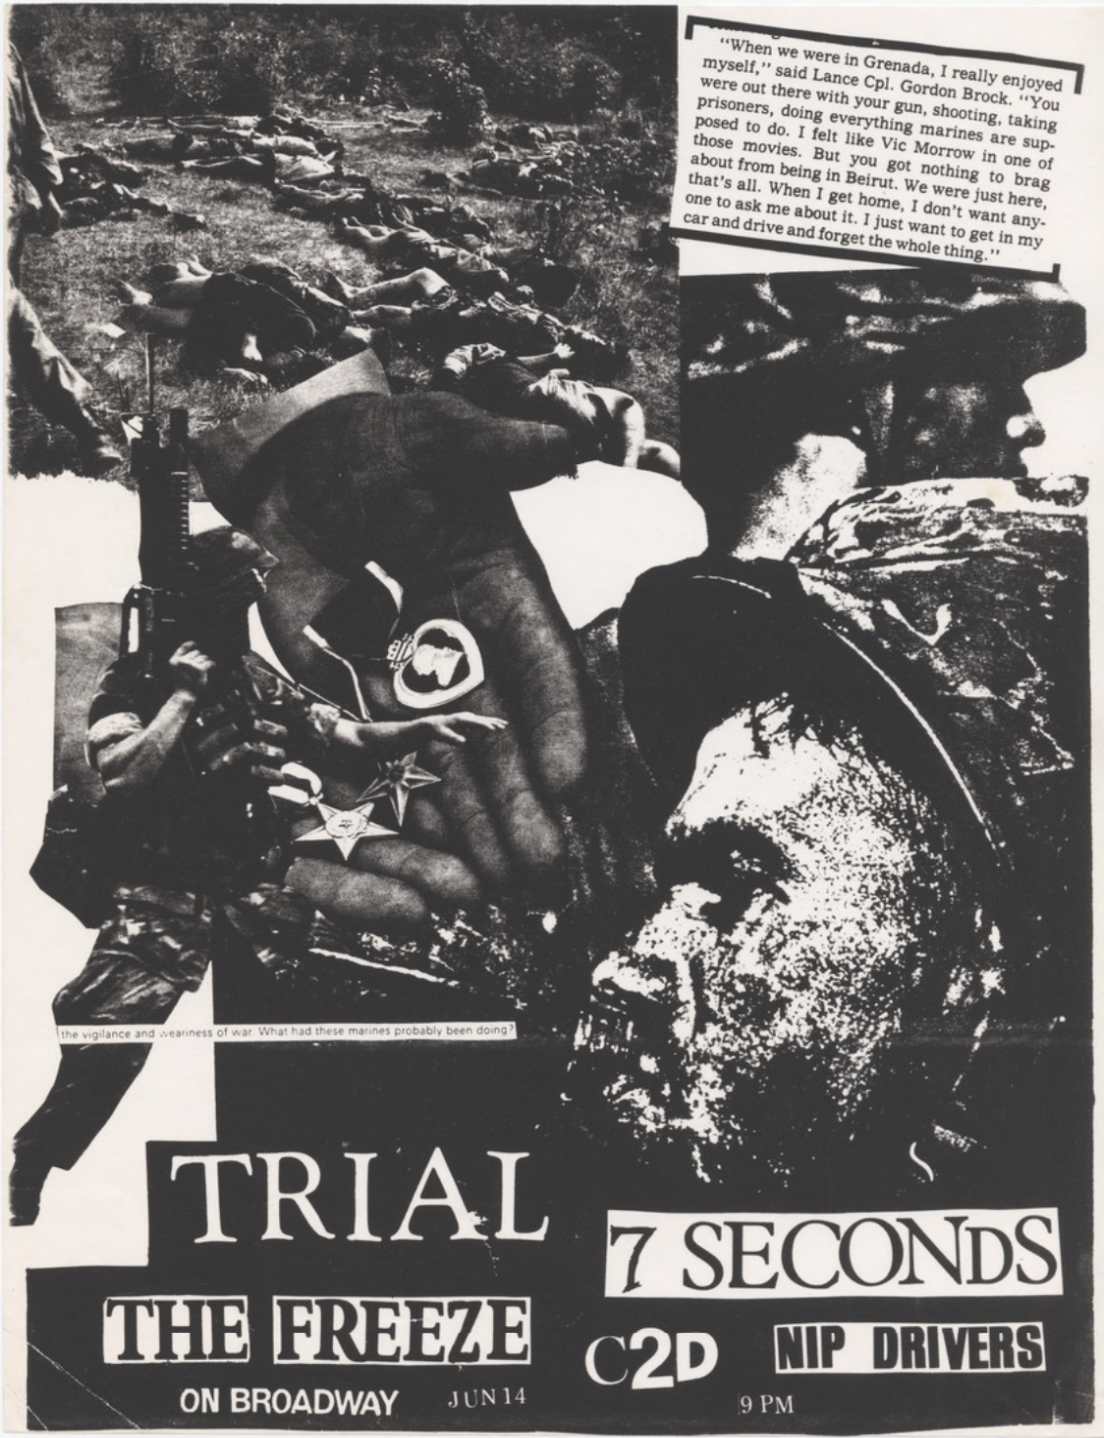 "When we were in Grenada, I really enjoyed
myself," said Lance Cpl. Gordon Brock. "You
were out there with your gun, shooting, taking
prisoners, doing everything marines are sup-
posed to do. I felt like Vic Morrow in one of
those movies. But you got nothing to brag
about from being in Beirut. We were just here,
that's all. When I get home, I don't want any-
one to ask me about it. I just want to get in my
car and drive and forget the whole thing."
the vigilance and weariness of war. What had these marines probably been doing?
TRIAL
7 SECONDS
THE FREEZE
C2D
NIP DRIVERS
ON BROADWAY
JUN 14
9 PM